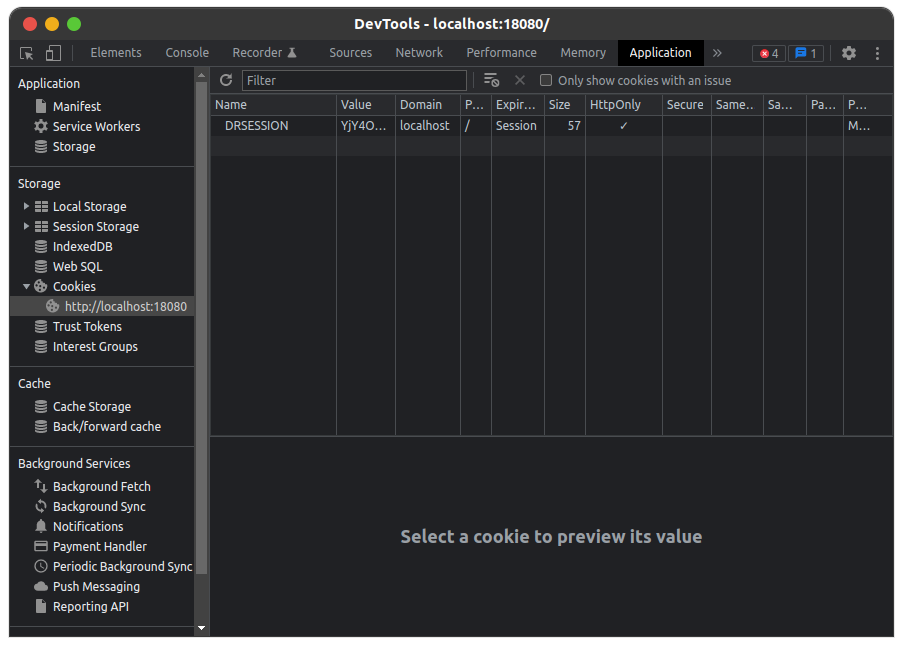 DevTools - localhost:18080/
Elements Console Recorder Sources Network Performance Memory Application » 4 1
Application
Manifest
Service Workers
Storage
Storage
Local Storage
Session Storage
IndexedDB
Web SQL
Cookies
http://localhost:18080
Trust Tokens
Interest Groups
Cache
Cache Storage
Back/forward cache
Background Services
Background Fetch
Background Sync
Notifications
Payment Handler
Periodic Background Sync
Push Messaging
Reporting API
Filter Only show cookies with an issue
Name Value Domain P... Expir... Size HttpOnly Secure Same... Sa... Pa... P...
DRSESSION YjY4O... localhost / Session 57 ✓ M...
Select a cookie to preview its value